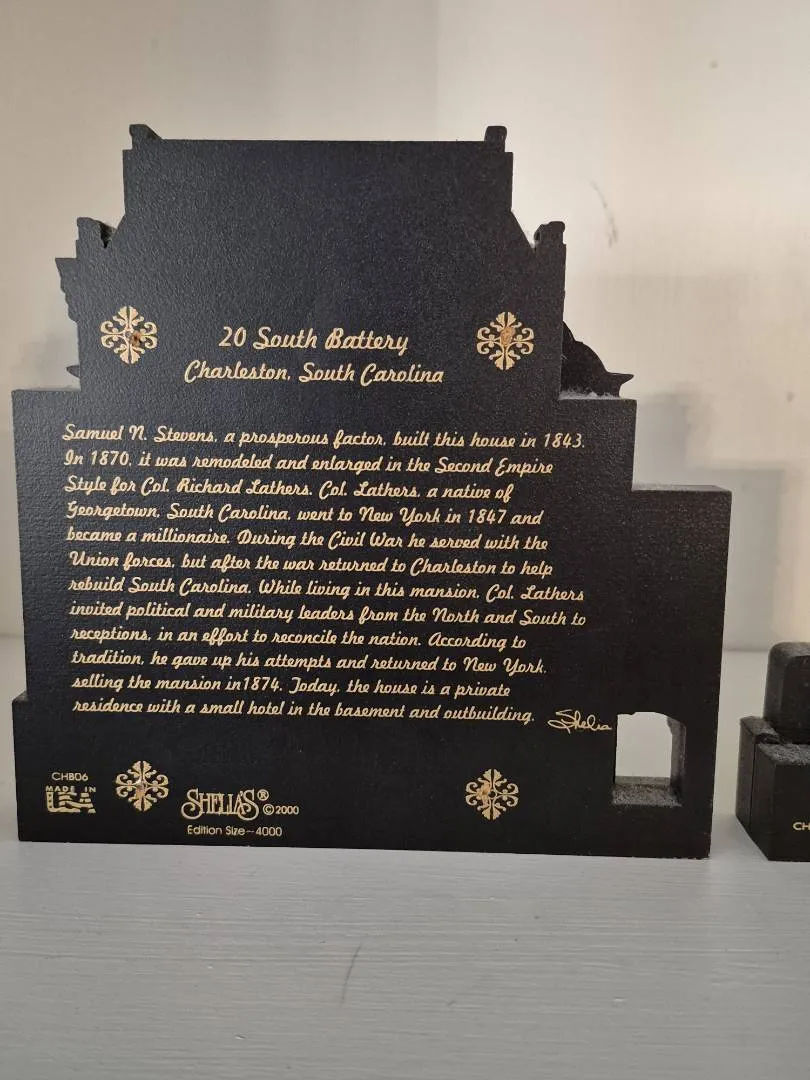 20 South Battery
Charleston, South Carolina
Samuel N. Stevens, a prosperous factor, built this house in 1843.
In 1870, it was remodeled and enlarged in the Second Empire
Style for Col. Richard Lathers. Col. Lathers, a native of
Georgetown, South Carolina, went to New York in 1847 and
became a millionaire. During the Civil War he served with the
Union forces, but after the war returned to Charleston to help
rebuild South Carolina. While living in this mansion, Col. Lathers
invited political and military leaders from the North and South to
receptions, in an effort to reconcile the nation. According to
tradition, he gave up his attempts and returned to New York,
selling the mansion in1874. Today, the house is a private
residence with a small hotel in the basement and outbuilding.
Shelia
CHB06
MADE IN
USA
SHELIA'S® ©2000
Edition Size~4000
CH